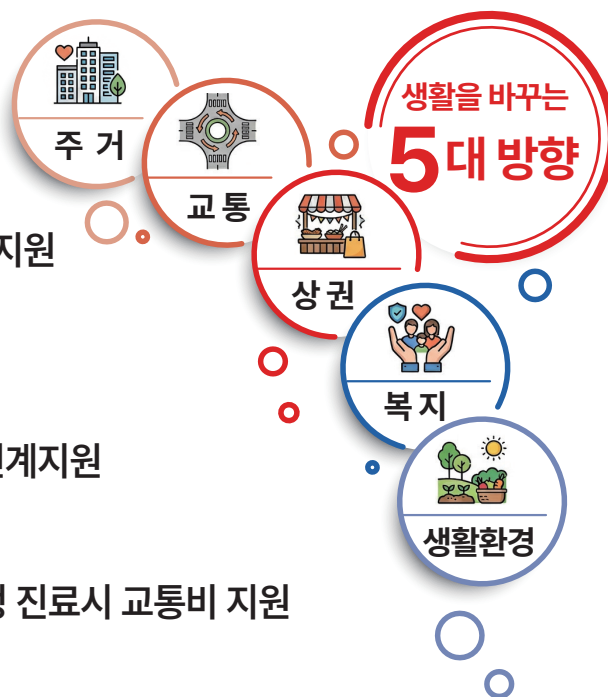 생활을 바꾸는
5대 방향
주 거
교 통
상 권
복 지
생활환경
지원
계지원
진료시 교통비 지원